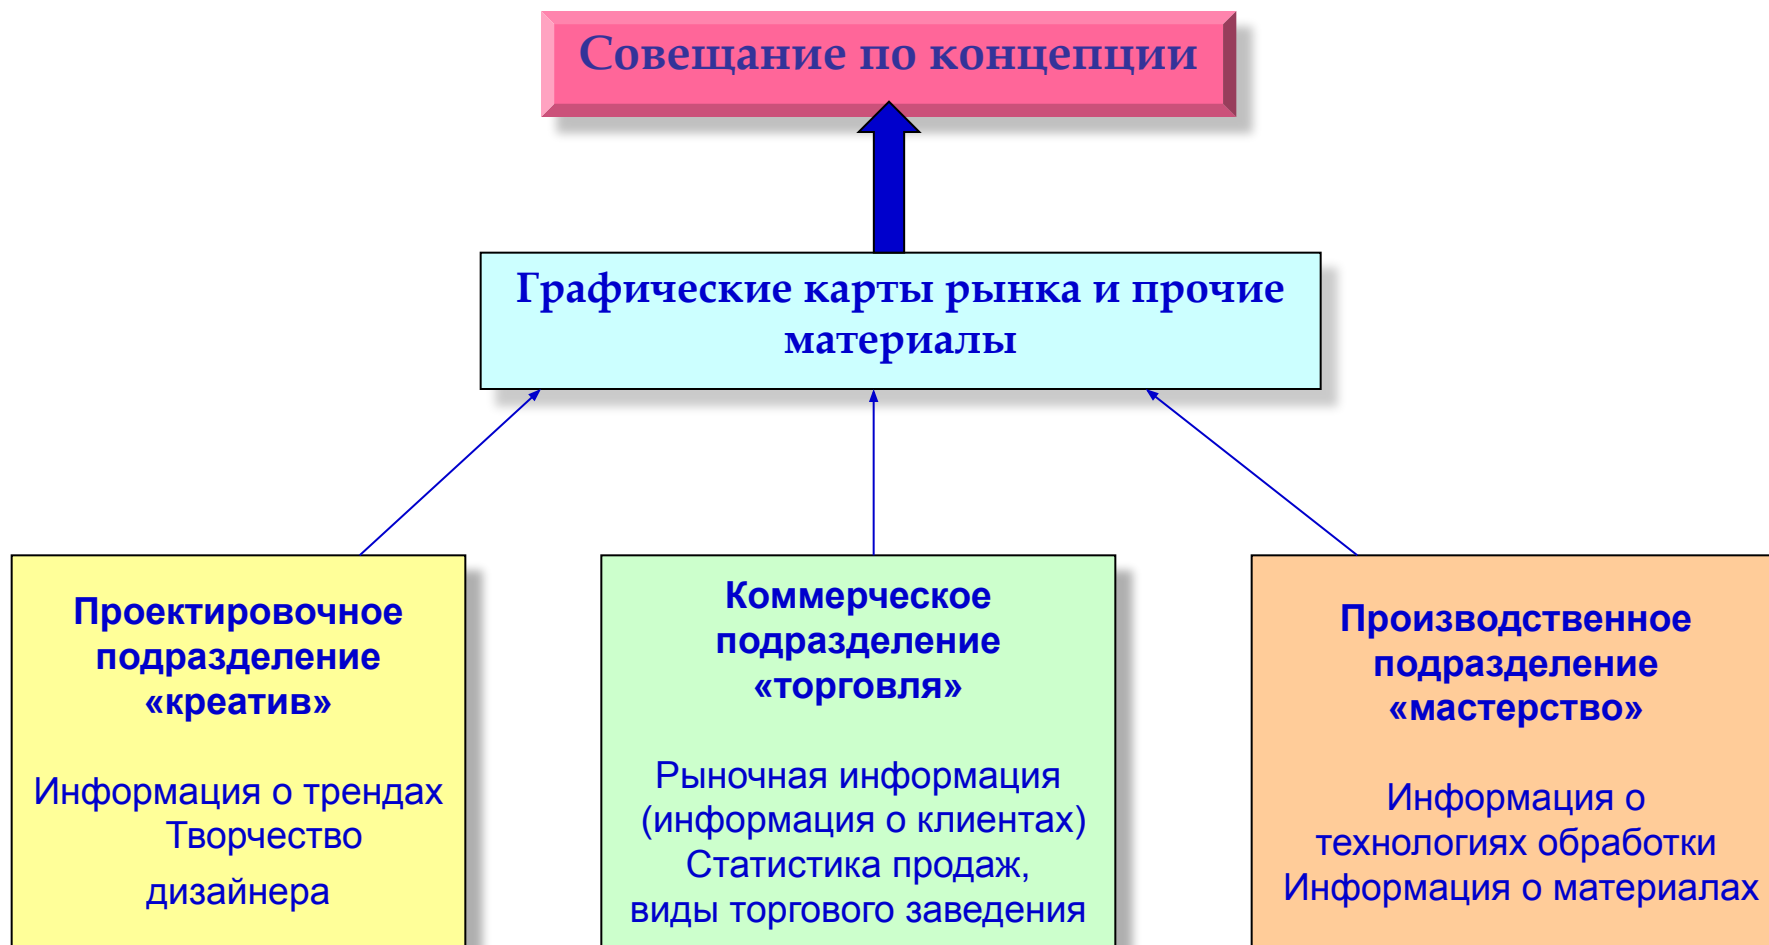 Совещание по концепции
Графические карты рынка и прочие
материалы
Проектировочное
подразделение
«креатив»
Информация о трендах
Творчество
дизайнера
Коммерческое
подразделение
«торговля»
Рыночная информация
(информация о клиентах)
Статистика продаж,
виды торгового заведения
Производственное
подразделение
«мастерство»
Информация о
технологиях обработки
Информация о материалах